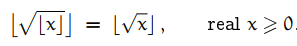 ⌊√⌊x⌋⌋ = ⌊√x⌋, real x ⩾ 0.